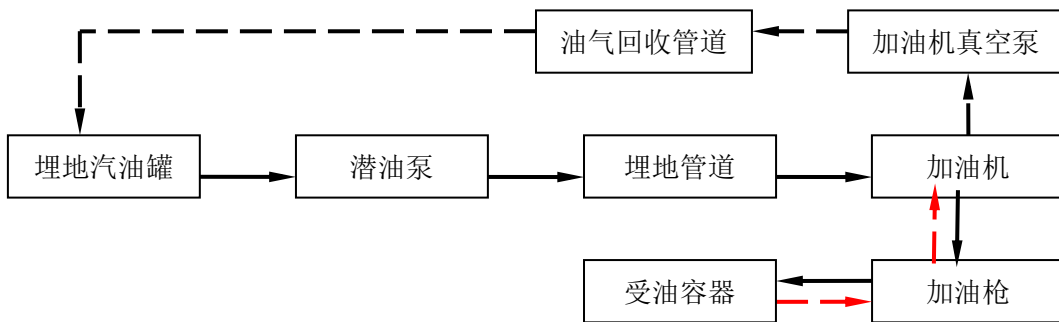 油气回收管道
加油机真空泵
埋地汽油罐
潜油泵
埋地管道
加油机
受油容器
加油枪